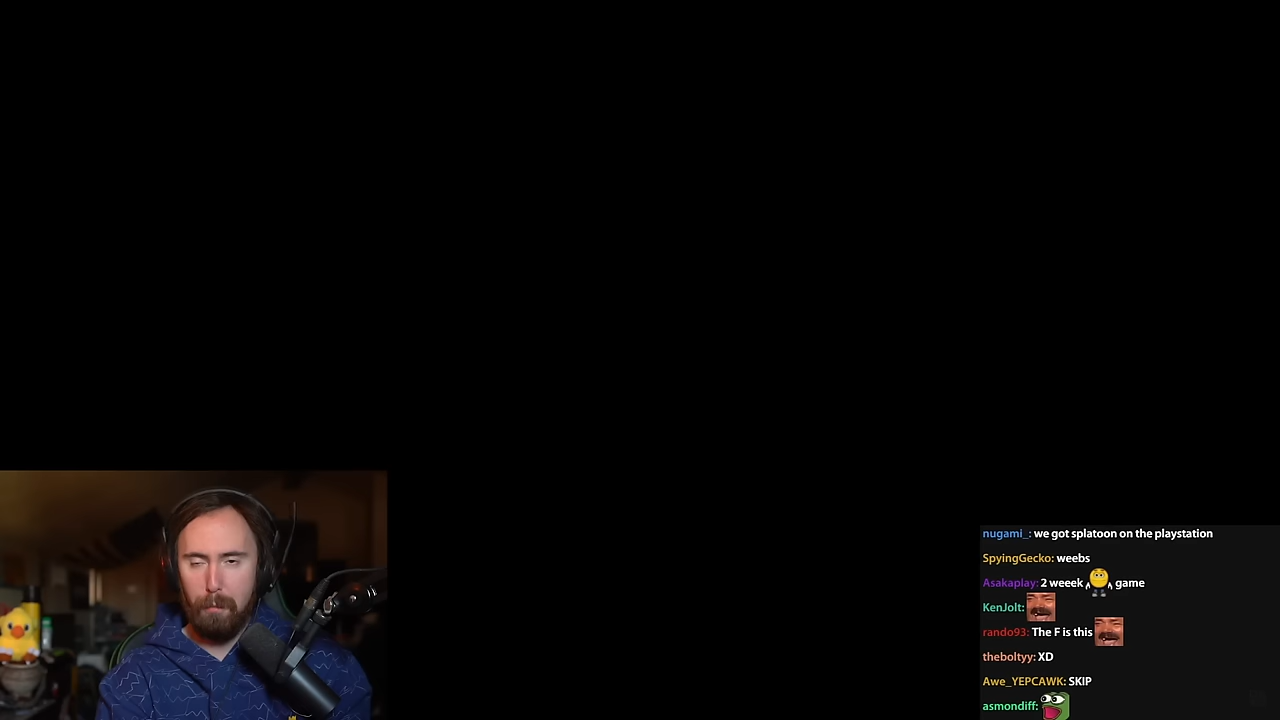 nugami_: we got splatoon on the playstation
SpyingGecko: weebs
Asakaplay: 2 weeek game
KenJolt:
rando93: The F is this
theboltyy: XD
Awe_YEPCAWK: SKIP
asmondiff: